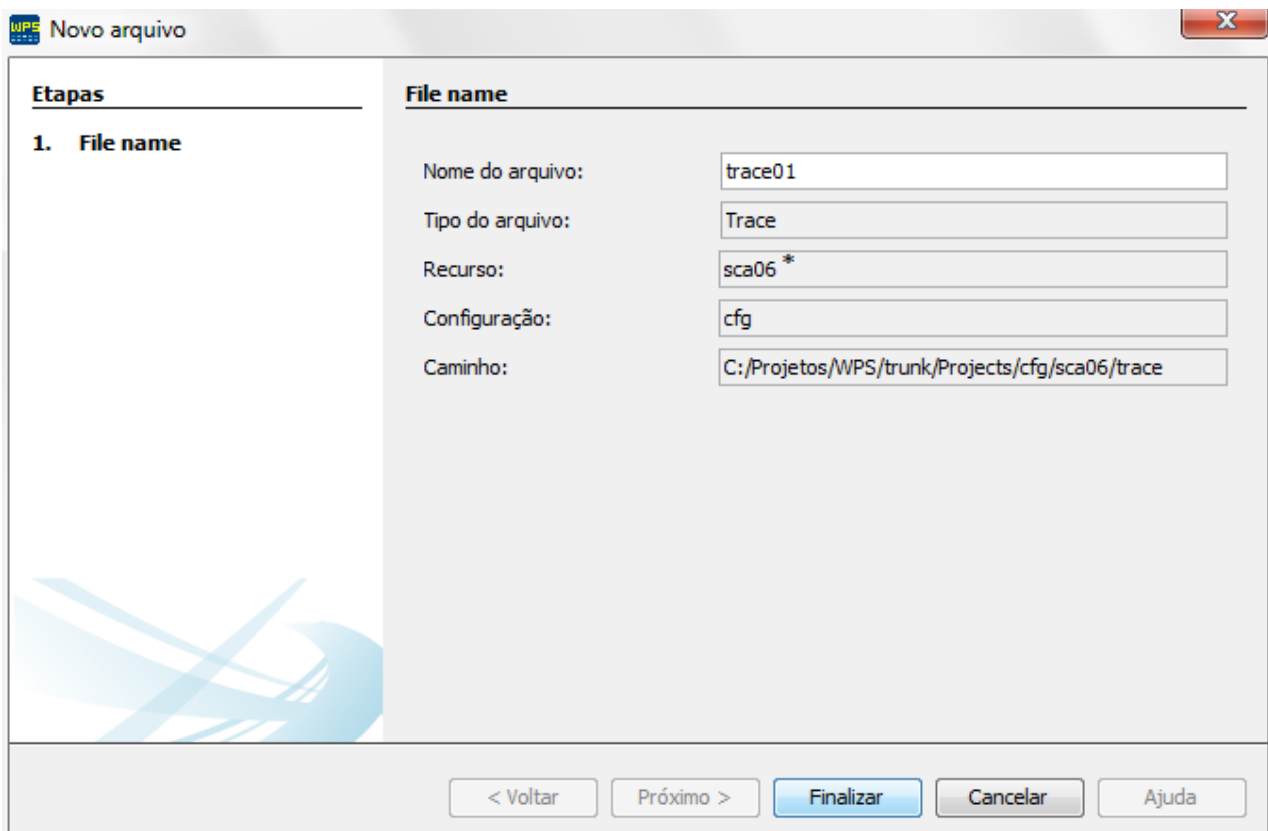 WPS Novo arquivo
Etapas
1. File name
File name
Nome do arquivo: trace01
Tipo do arquivo: Trace
Recurso: sca06 *
Configuração: cfg
Caminho: C:/Projetos/WPS/trunk/Projects/cfg/sca06/trace
< Voltar Próximo > Finalizar Cancelar Ajuda